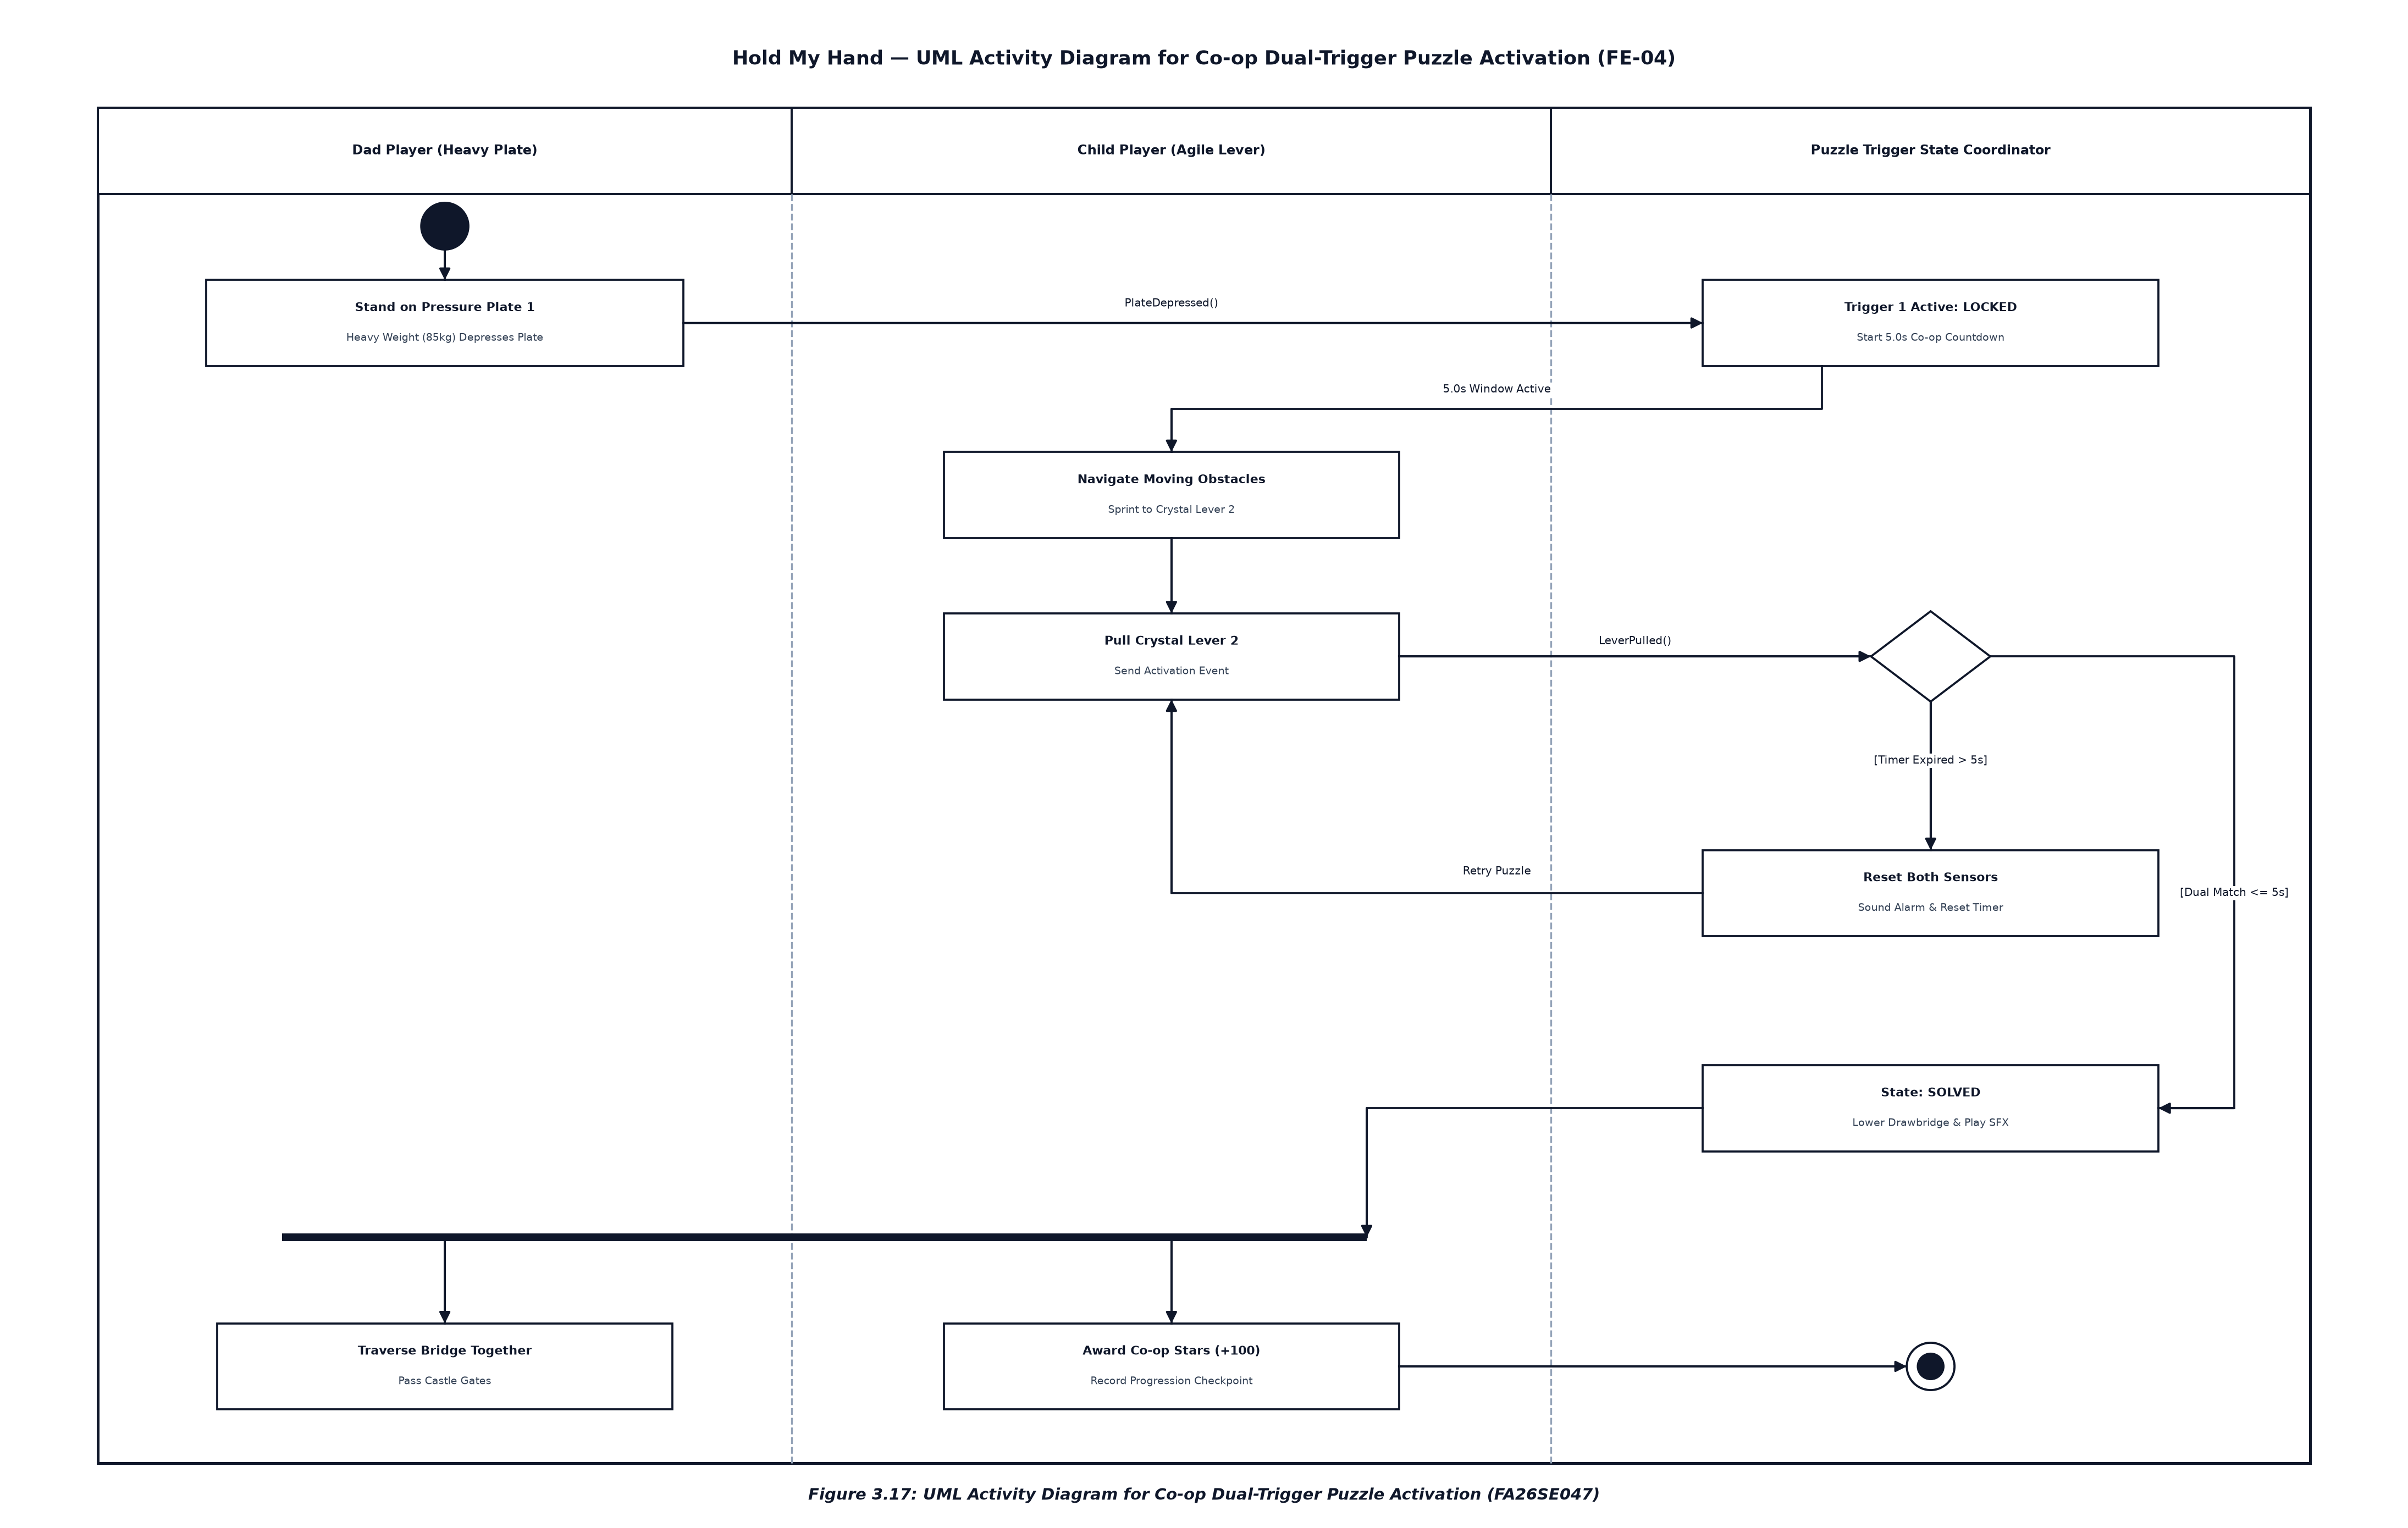 Hold My Hand — UML Activity Diagram for Co-op Dual-Trigger Puzzle Activation (FE-04)
Dad Player (Heavy Plate)
Child Player (Agile Lever)
Puzzle Trigger State Coordinator
Stand on Pressure Plate 1
Heavy Weight (85kg) Depresses Plate
PlateDepressed()
Trigger 1 Active: LOCKED
Start 5.0s Co-op Countdown
5.0s Window Active
Navigate Moving Obstacles
Sprint to Crystal Lever 2
Pull Crystal Lever 2
Send Activation Event
LeverPulled()
[Timer Expired > 5s]
Retry Puzzle
Reset Both Sensors
Sound Alarm & Reset Timer
[Dual Match <= 5s]
State: SOLVED
Lower Drawbridge & Play SFX
Traverse Bridge Together
Pass Castle Gates
Award Co-op Stars (+100)
Record Progression Checkpoint
Figure 3.17: UML Activity Diagram for Co-op Dual-Trigger Puzzle Activation (FA26SE047)